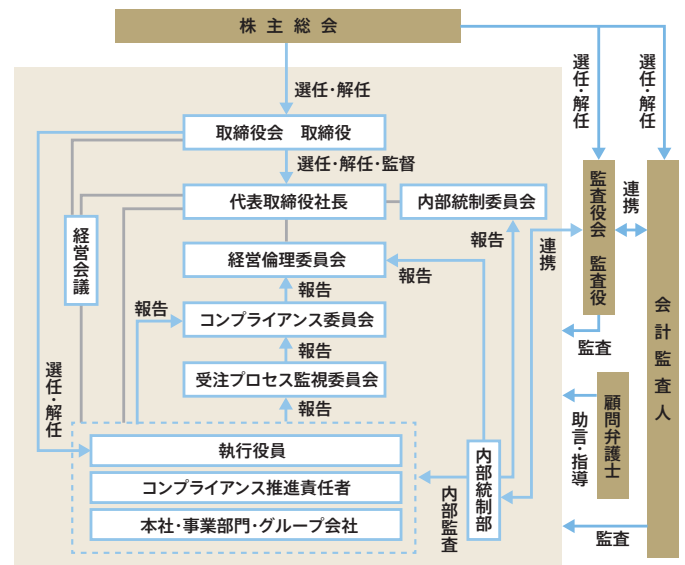 株主総会
選任・解任
選任・解任
選任・解任
取締役会　取締役
選任・解任・監督
代表取締役社長
内部統制委員会
監査役会　監査役
連携
経営会議
報告
連携
経営倫理委員会
報告
報告
報告
コンプライアンス委員会
会計監査人
報告
監査
受注プロセス監視委員会
選任・解任
報告
顧問弁護士
助言・指導
執行役員
内部統制部
コンプライアンス推進責任者
内部監査
本社・事業部門・グループ会社
監査